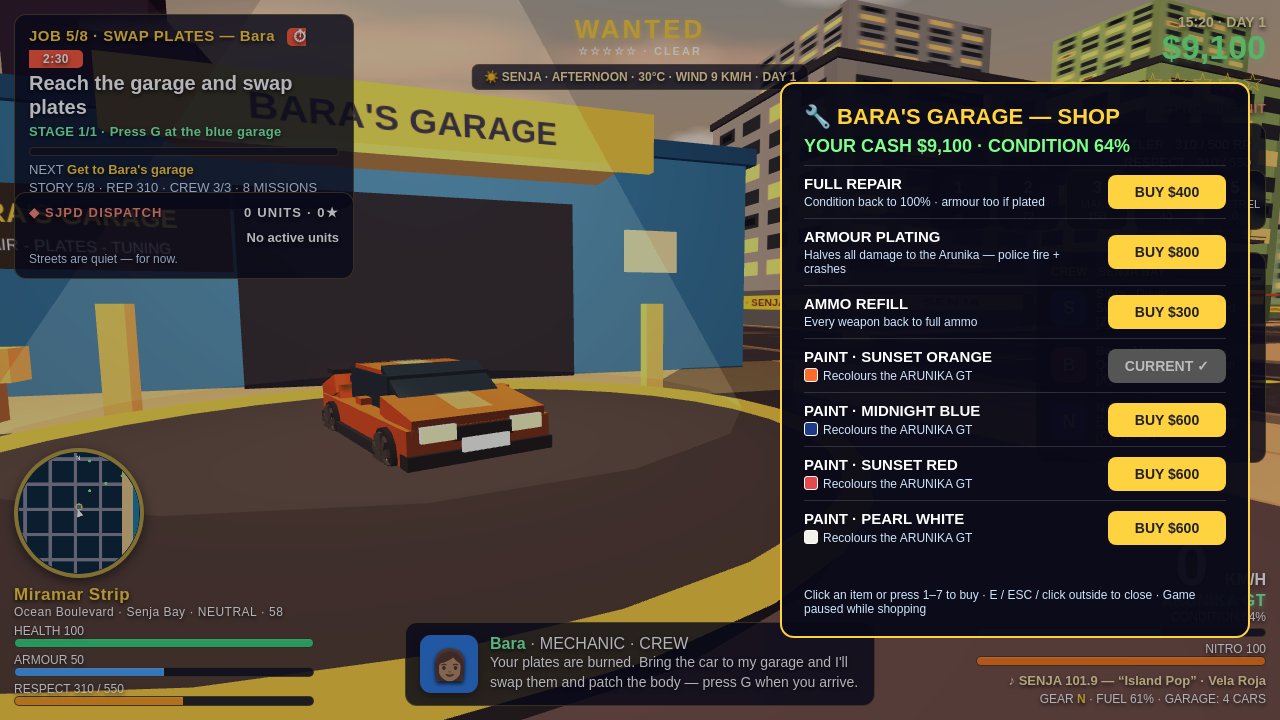 JOB 5/8 · SWAP PLATES — Bara ⏱
2:30
Reach the garage and swap
plates
STAGE 1/1 · Press G at the blue garage
NEXT Get to Bara's garage
STORY 5/8 · REP 310 · CREW 3/3 · 8 MISSIONS
◆ SJPD DISPATCH
0 UNITS · 0★
No active units
Streets are quiet — for now.
WANTED
☆☆☆☆☆ · CLEAR
☀ SENJA · AFTERNOON · 30°C · WIND 9 KM/H · DAY 1
15:20 · DAY 1
$9,100
BARA'S GARAGE
PLATES - TUNING
SENJA
🔧 BARA'S GARAGE — SHOP
YOUR CASH $9,100 · CONDITION 64%
FULL REPAIR
Condition back to 100% · armour too if plated
BUY $400
ARMOUR PLATING
Halves all damage to the Arunika — police fire +
crashes
BUY $800
AMMO REFILL
Every weapon back to full ammo
BUY $300
PAINT · SUNSET ORANGE
Recolours the ARUNIKA GT
CURRENT ✓
PAINT · MIDNIGHT BLUE
Recolours the ARUNIKA GT
BUY $600
PAINT · SUNSET RED
Recolours the ARUNIKA GT
BUY $600
PAINT · PEARL WHITE
Recolours the ARUNIKA GT
BUY $600
Click an item or press 1–7 to buy · E / ESC / click outside to close · Game
paused while shopping
Miramar Strip
Ocean Boulevard · Senja Bay · NEUTRAL · 58
HEALTH 100
ARMOUR 50
RESPECT 310 / 550
Bara · MECHANIC · CREW
Your plates are burned. Bring the car to my garage and I'll
swap them and patch the body — press G when you arrive.
0 KM/H
NITRO 100
♪ SENJA 101.9 — “Island Pop” · Vela Roja
GEAR N · FUEL 61% · GARAGE: 4 CARS